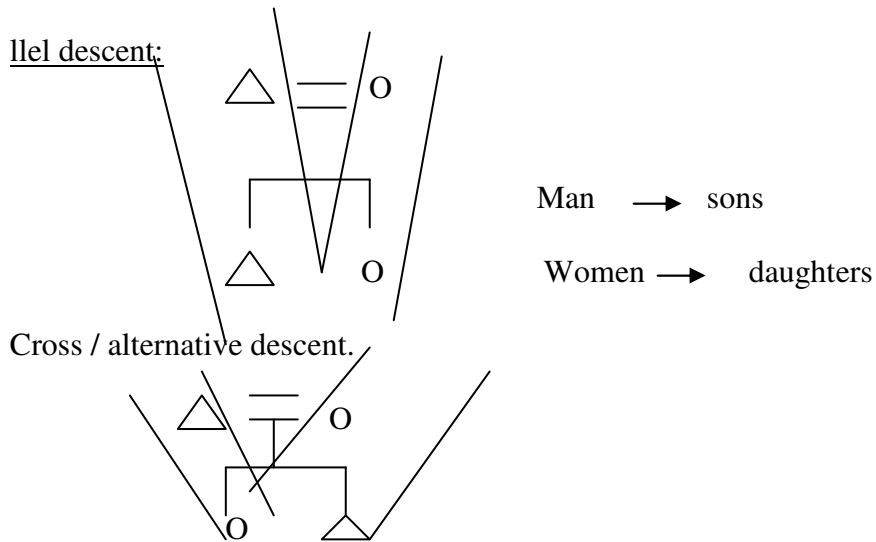 llel descent:
O
Man → sons
O
Women → daughters
Cross / alternative descent.
O
O